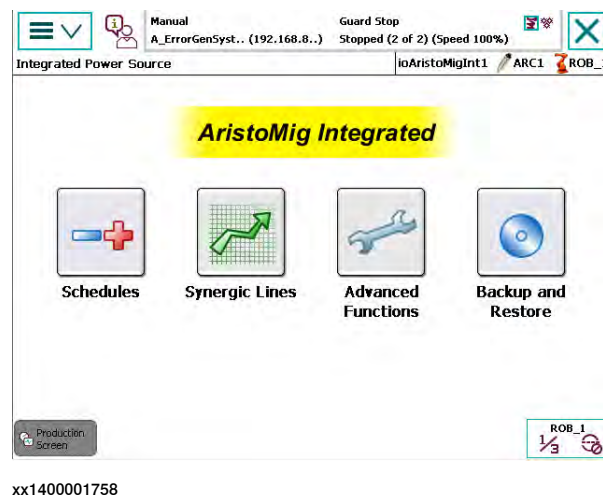 Manual
A_ErrorGenSyst.. (192.168.8..)
Guard Stop
Stopped (2 of 2) (Speed 100%)
Integrated Power Source
ioAristoMigInt1
ARC1
ROB_1
AristoMig Integrated
Schedules
Synergic Lines
Advanced
Functions
Backup and
Restore
Production
Screen
ROB_1
1/3
xx1400001758